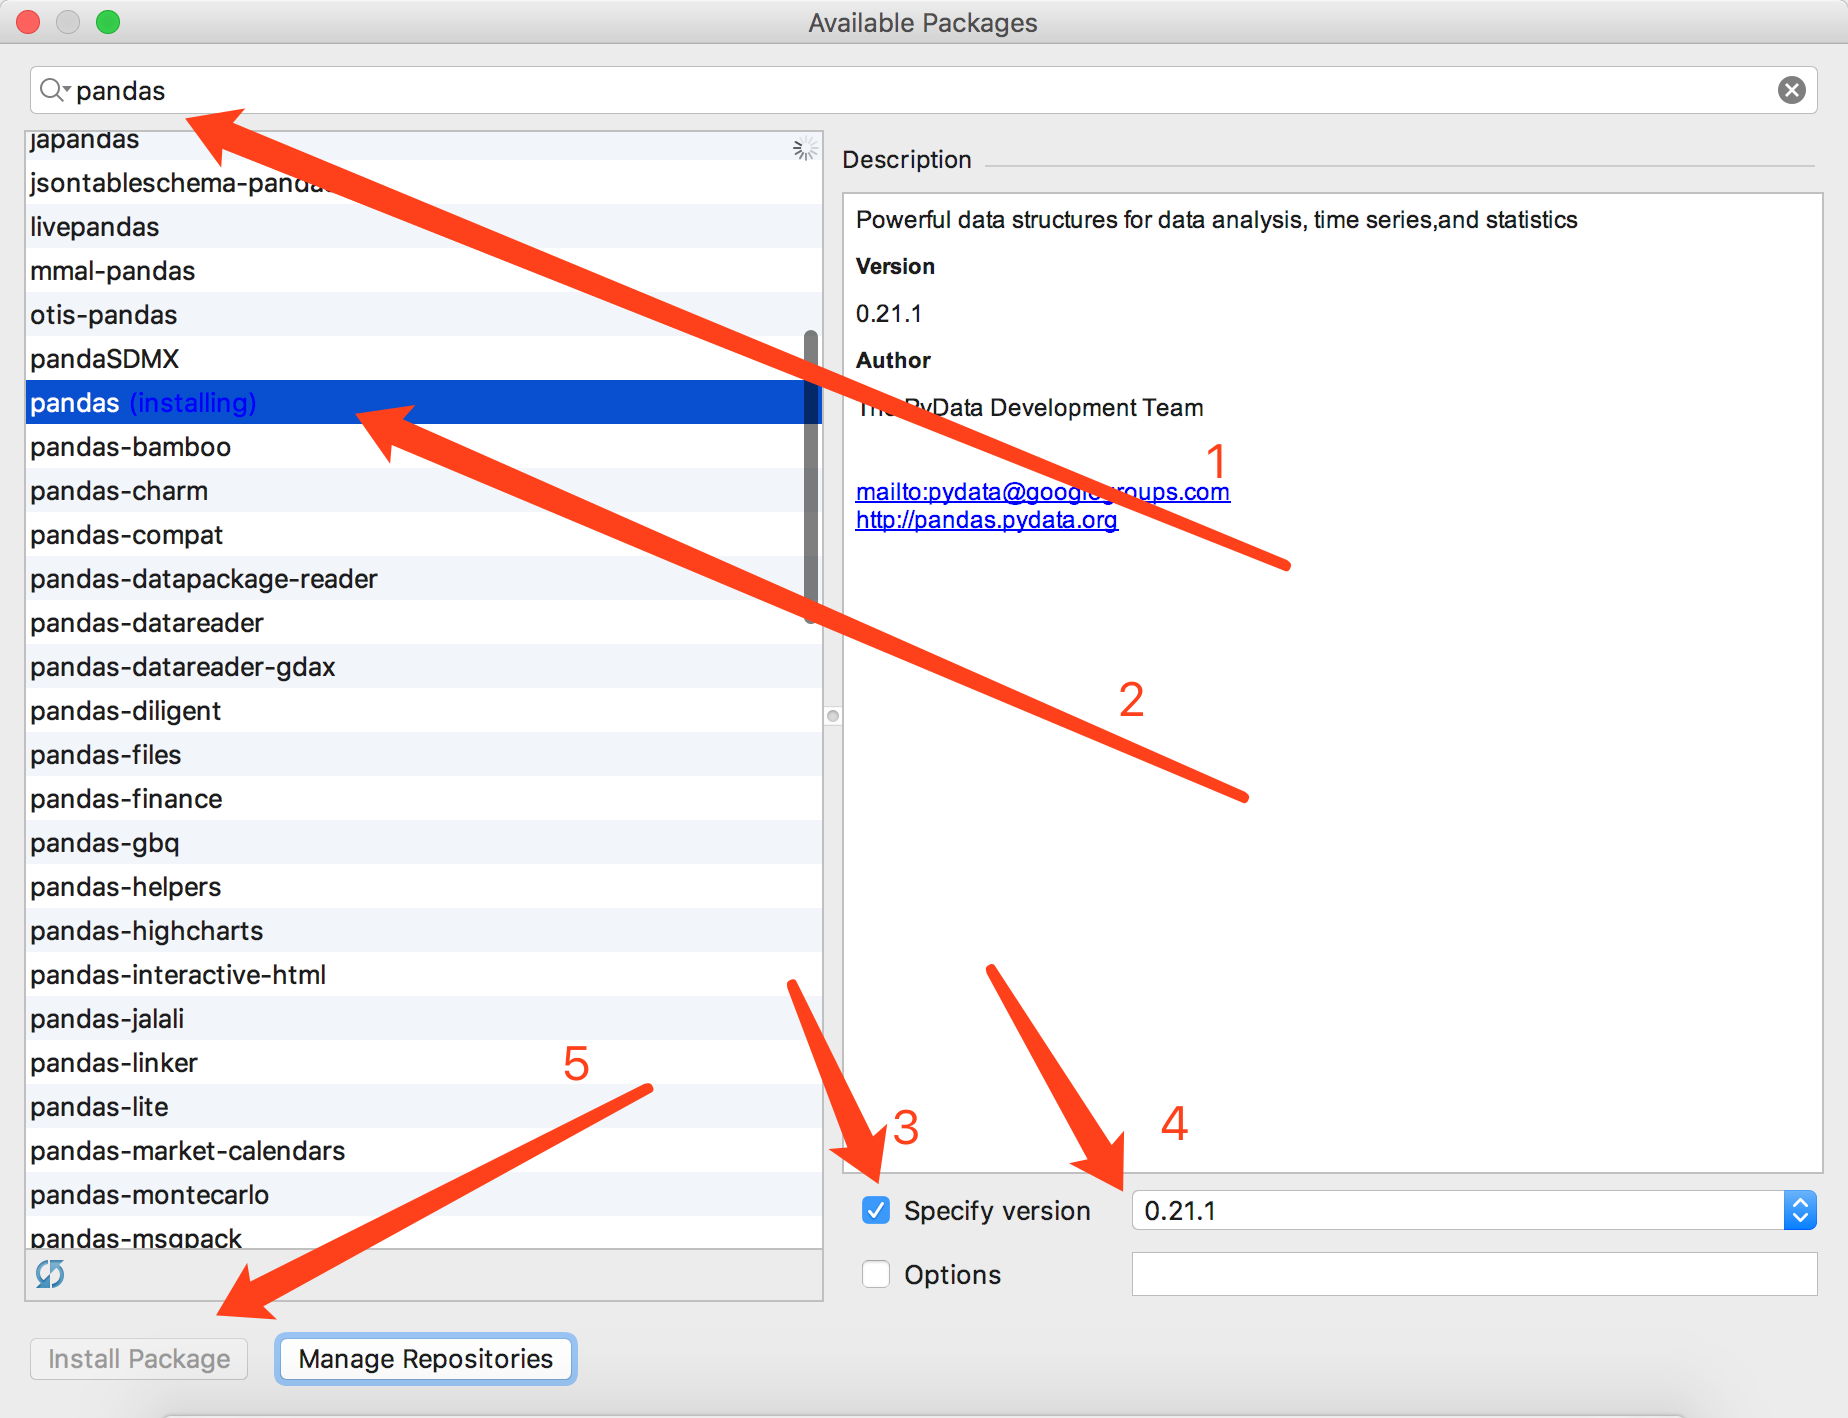 Available Packages
pandas
japandas
jsontableschema-pandas
livepandas
mmal-pandas
otis-pandas
pandaSDMX
pandas (installing)
pandas-bamboo
pandas-charm
pandas-compat
pandas-datapackage-reader
pandas-datareader
pandas-datareader-gdax
pandas-diligent
pandas-files
pandas-finance
pandas-gbq
pandas-helpers
pandas-highcharts
pandas-interactive-html
pandas-jalali
pandas-linker
pandas-lite
pandas-market-calendars
pandas-montecarlo
pandas-msgpack
Description
Powerful data structures for data analysis, time series,and statistics
Version
0.21.1
Author
The PyData Development Team
mailto:pydata@googlegroups.com
http://pandas.pydata.org
1
2
3
4
5
Specify version
0.21.1
Options
Install Package
Manage Repositories